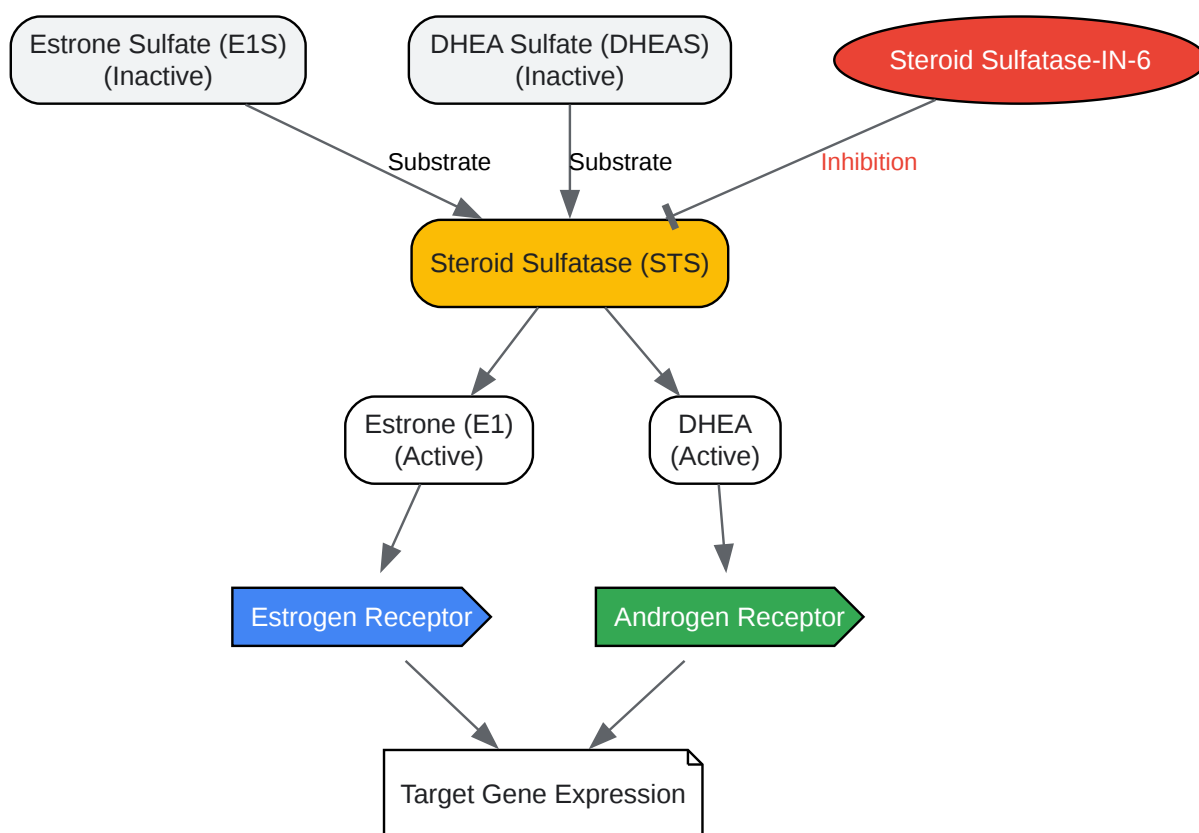 Estrone Sulfate (E1S)
(Inactive)
DHEA Sulfate (DHEAS)
(Inactive)
Steroid Sulfatase-IN-6
Substrate
Substrate
Inhibition
Steroid Sulfatase (STS)
Estrone (E1)
(Active)
DHEA
(Active)
Estrogen Receptor
Androgen Receptor
Target Gene Expression